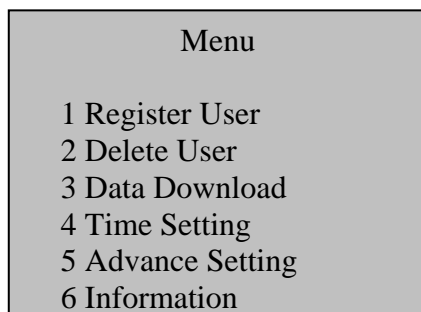 Menu
1 Register User
2 Delete User
3 Data Download
4 Time Setting
5 Advance Setting
6 Information